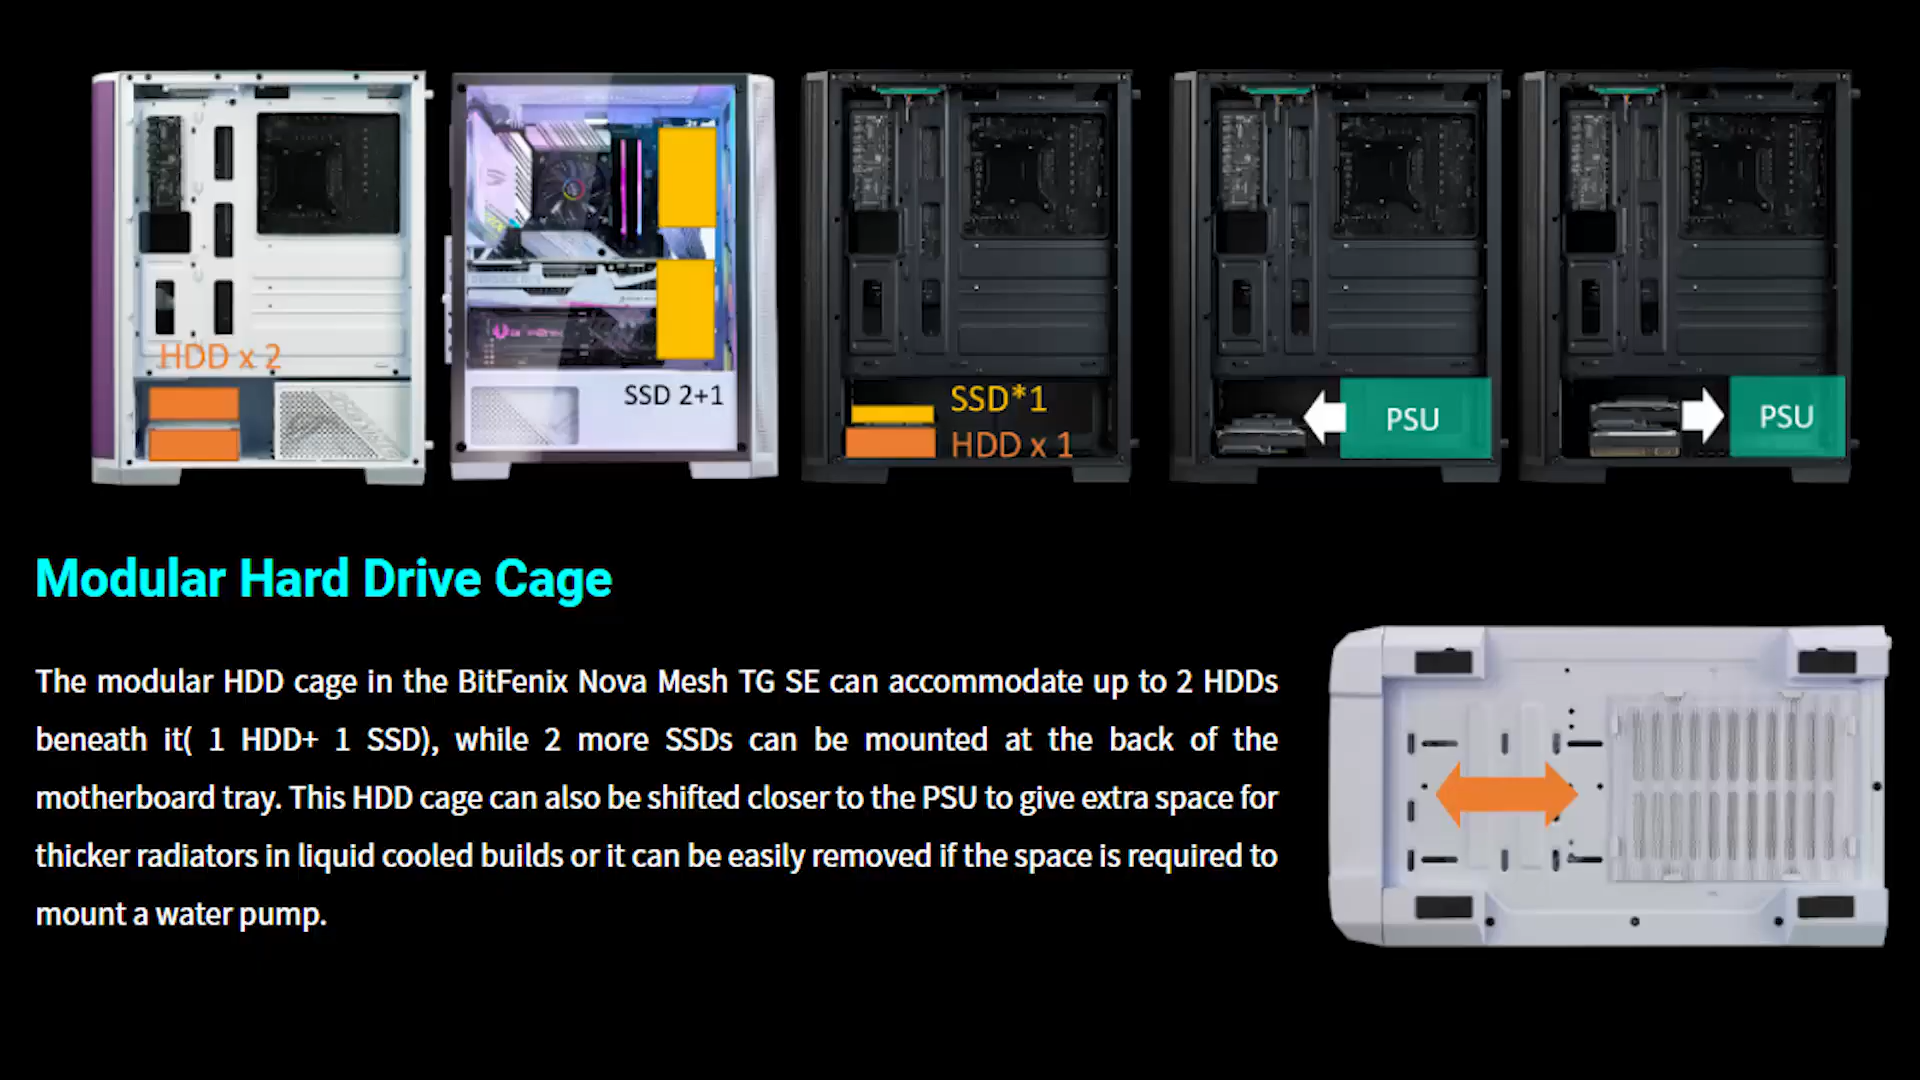 HDD x 2
SSD 2+1
SSD*1
HDD x 1
PSU
PSU
Modular Hard Drive Cage
The modular HDD cage in the BitFenix Nova Mesh TG SE can accommodate up to 2 HDDs
beneath it( 1 HDD+ 1 SSD), while 2 more SSDs can be mounted at the back of the
motherboard tray. This HDD cage can also be shifted closer to the PSU to give extra space for
thicker radiators in liquid cooled builds or it can be easily removed if the space is required to
mount a water pump.